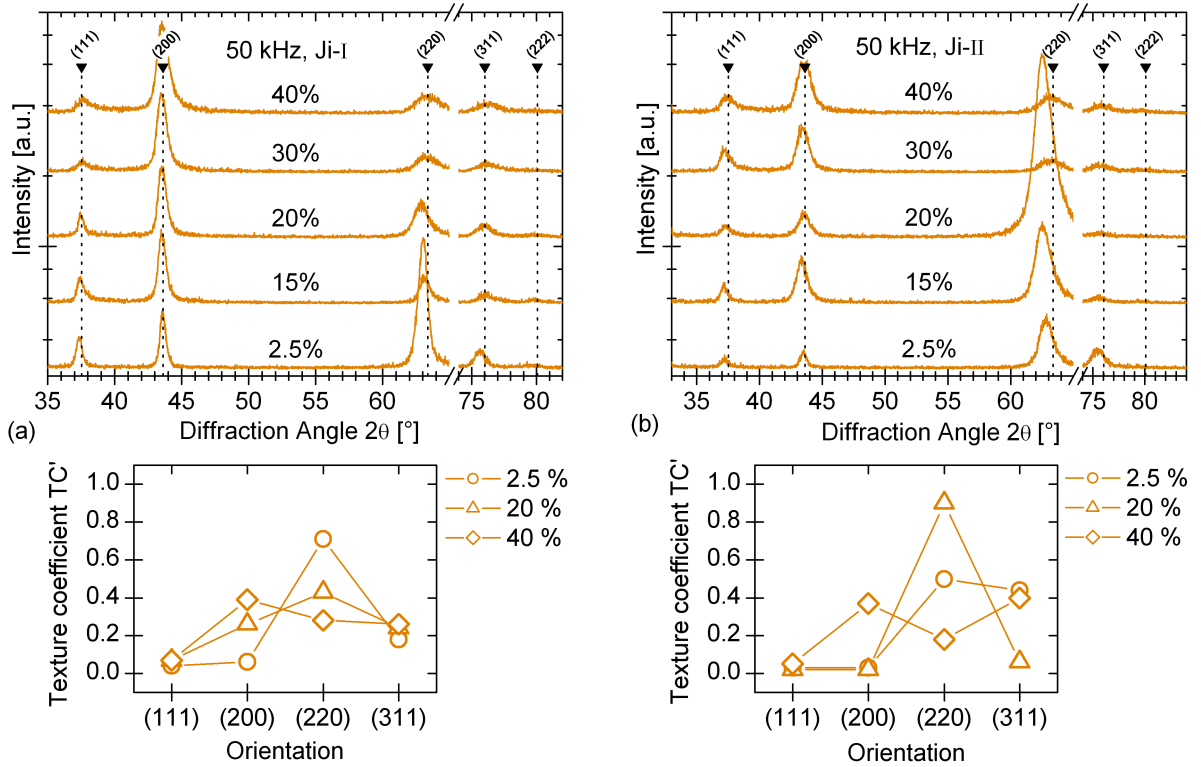 (111) (200) (220) (311) (222)
50 kHz, Ji-I
40%
30%
20%
15%
2.5%
Intensity [a.u.]
35 40 45 50 55 60 75 80
Diffraction Angle 2θ [°]
(a)
(111) (200) (220) (311) (222)
50 kHz, Ji-II
40%
30%
20%
15%
2.5%
Intensity [a.u.]
35 40 45 50 55 60 75 80
Diffraction Angle 2θ [°]
(b)
Texture coefficient TC'
1.0
0.8
0.6
0.4
0.2
0.0
(111) (200) (220) (311)
Orientation
2.5 %
20 %
40 %
Texture coefficient TC'
1.0
0.8
0.6
0.4
0.2
0.0
(111) (200) (220) (311)
Orientation
2.5 %
20 %
40 %